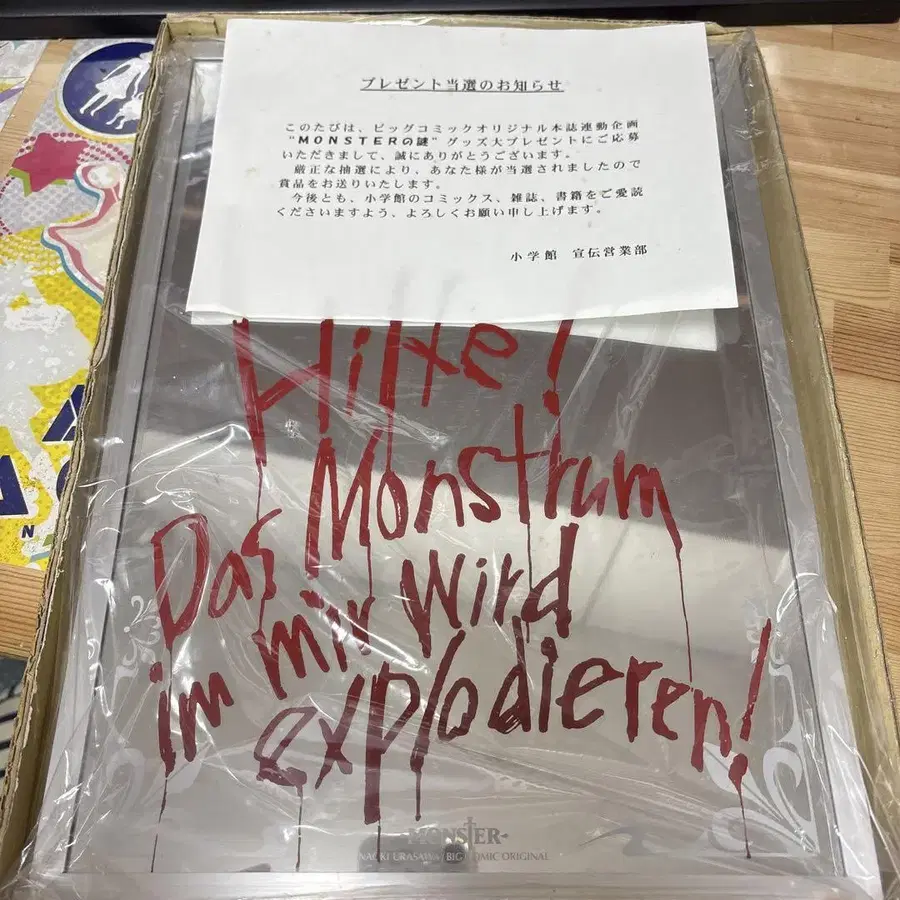 プレゼント当選のお知らせ
このたびは、ビッグコミックオリジナル本誌連動企画
"MONSTERの謎"グッズ大プレゼントにご応募
いただきまして、誠にありがとうございます。
厳正な抽選により、あなた様が当選されましたので
賞品をお送りいたします。
今後とも、小学館のコミックス、雑誌、書籍をご愛読
くださいますよう、よろしくお願い申し上げます。
小学館 宣伝営業部
Hilfe!
Das Monstrum
im mir wird
explodieren!
MONSTER
NAOKI URASAWA BIG COMIC ORIGINAL
N